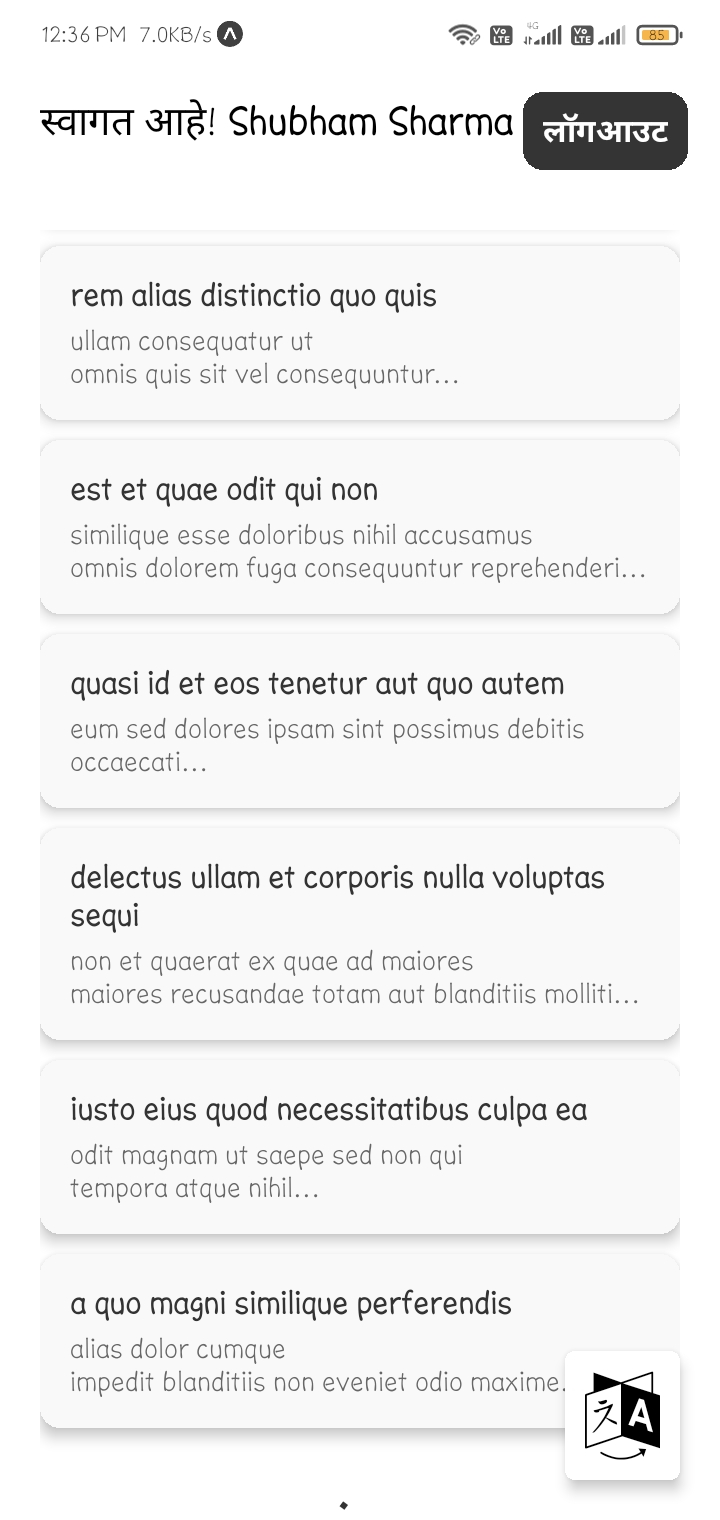 12:36 PM 7.0KB/s
4G
Vo LTE
Vo LTE
85
स्वागत आहे! Shubham Sharma
लॉगआउट
rem alias distinctio quo quis
ullam consequatur ut
omnis quis sit vel consequuntur...
est et quae odit qui non
similique esse doloribus nihil accusamus
omnis dolorem fuga consequuntur reprehenderi...
quasi id et eos tenetur aut quo autem
eum sed dolores ipsam sint possimus debitis
occaecati...
delectus ullam et corporis nulla voluptas
sequi
non et quaerat ex quae ad maiores
maiores recusandae totam aut blanditiis molliti...
iusto eius quod necessitatibus culpa ea
odit magnam ut saepe sed non qui
tempora atque nihil...
a quo magni similique perferendis
alias dolor cumque
impedit blanditiis non eveniet odio maxime.
A